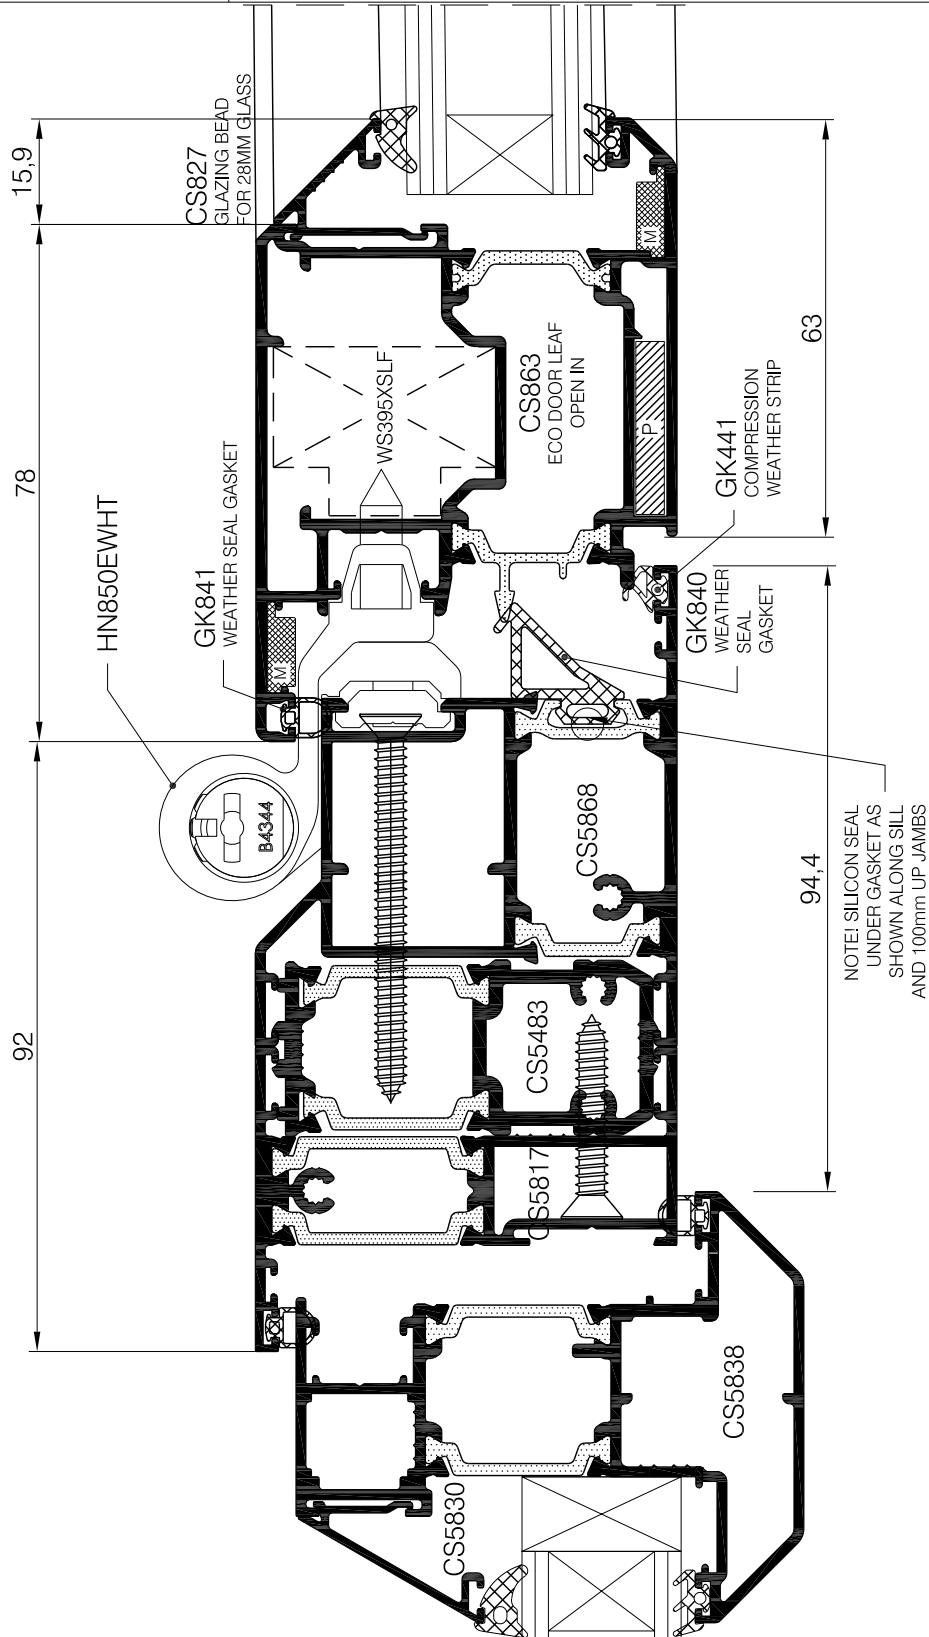 15,9
CS827
GLAZING BEAD
FOR 28MM GLASS
78
HN850EWHT
GK841
WEATHER SEAL GASKET
92
B4344
M
WS395XSLF
CS863
ECO DOOR LEAF
OPEN IN
M
P
63
GK441
COMPRESSION
WEATHER STRIP
GK840
WEATHER
SEAL
GASKET
CS5868
94,4
NOTE! SILICON SEAL
UNDER GASKET AS
SHOWN ALONG SILL
AND 100mm UP JAMBS
CS5483
CS5817
CS5838
CS5830